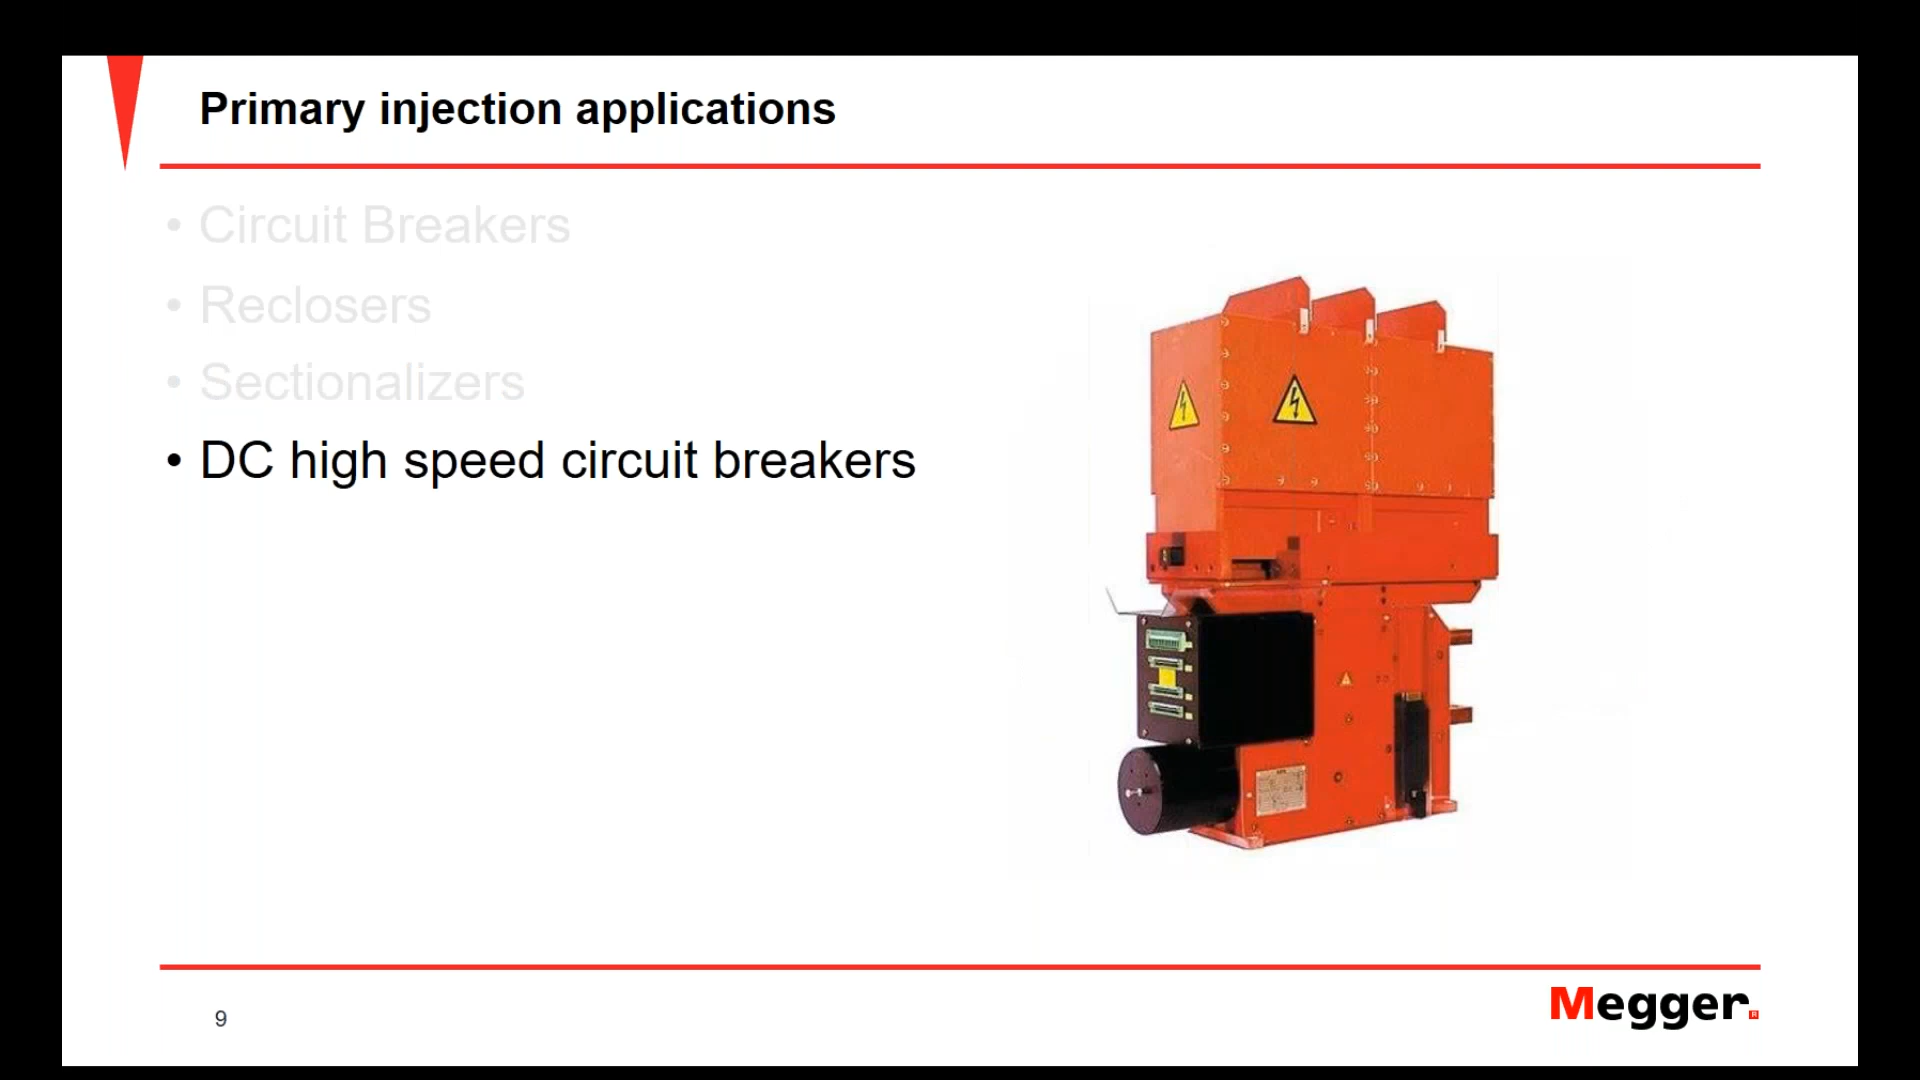 Primary injection applications
• Circuit Breakers
• Reclosers
• Sectionalizers
• DC high speed circuit breakers
9
Megger.